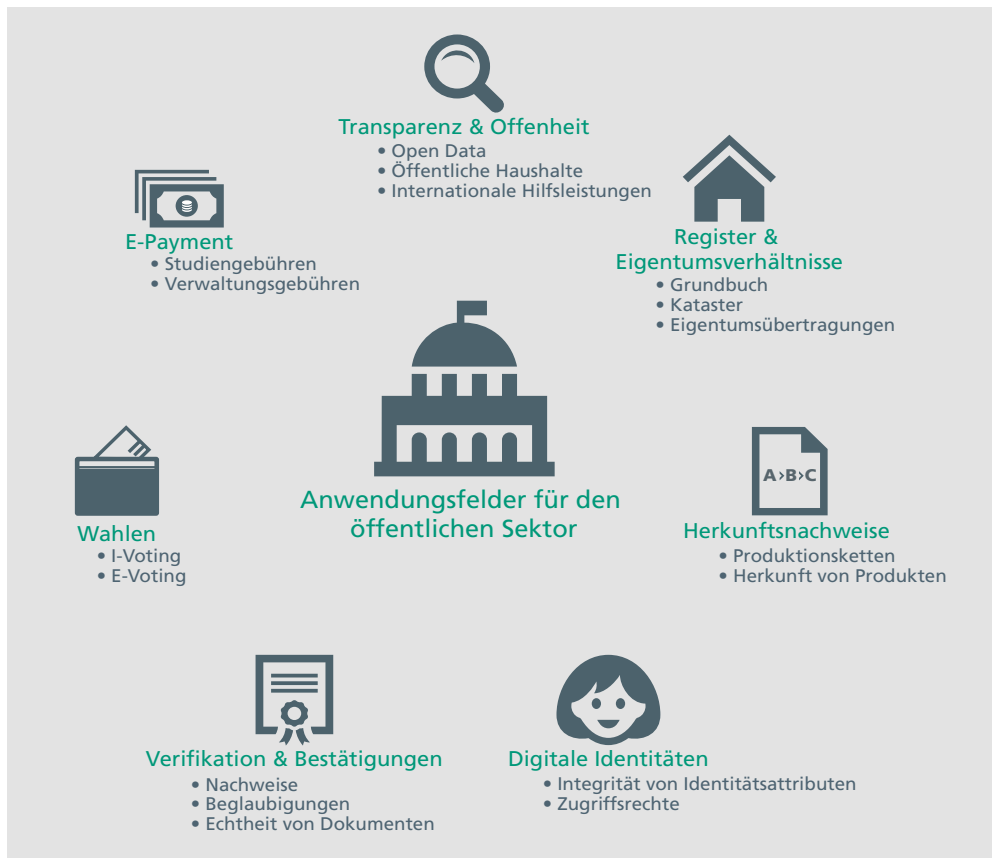 Transparenz & Offenheit
• Open Data
• Öffentliche Haushalte
• Internationale Hilfsleistungen
E-Payment
• Studiengebühren
• Verwaltungsgebühren
Register &
Eigentumsverhältnisse
• Grundbuch
• Kataster
• Eigentumsübertragungen
Anwendungsfelder für den
öffentlichen Sektor
Wahlen
• I-Voting
• E-Voting
A›B›C
Herkunftsnachweise
• Produktionsketten
• Herkunft von Produkten
Verifikation & Bestätigungen
• Nachweise
• Beglaubigungen
• Echtheit von Dokumenten
Digitale Identitäten
• Integrität von Identitätsattributen
• Zugriffsrechte